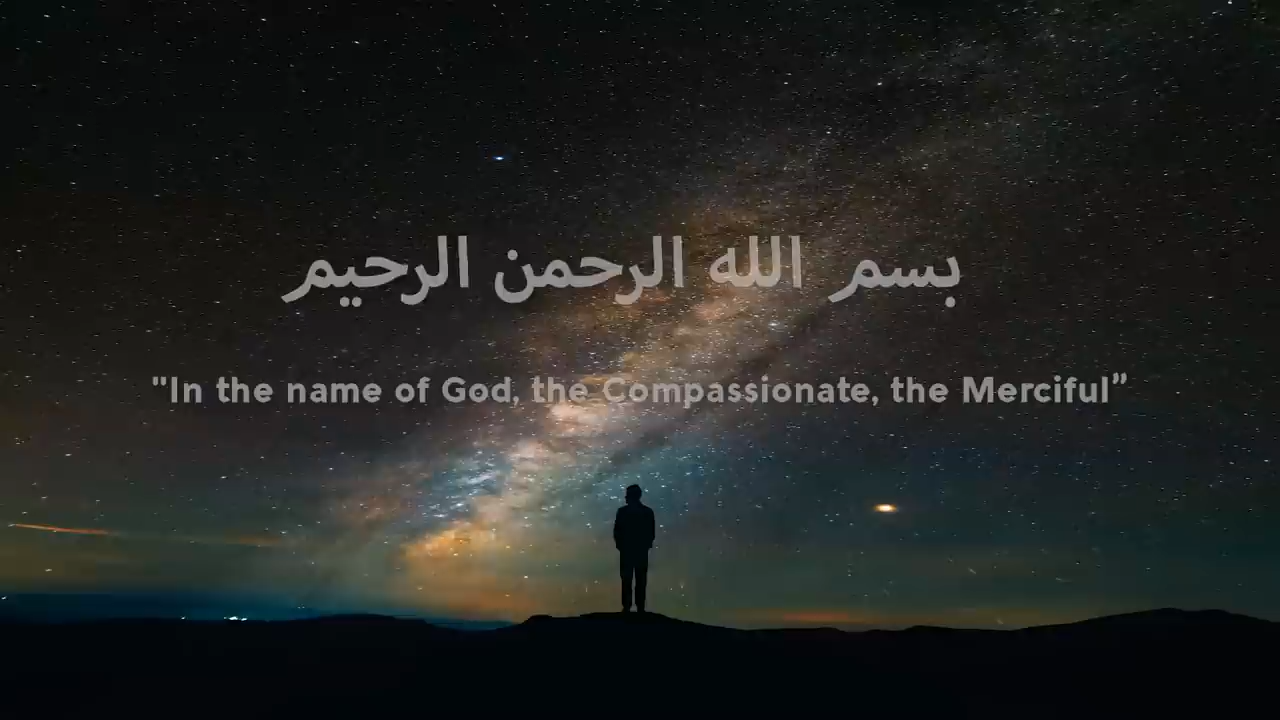 بسم الله الرحمن الرحيم
"In the name of God, the Compassionate, the Merciful”